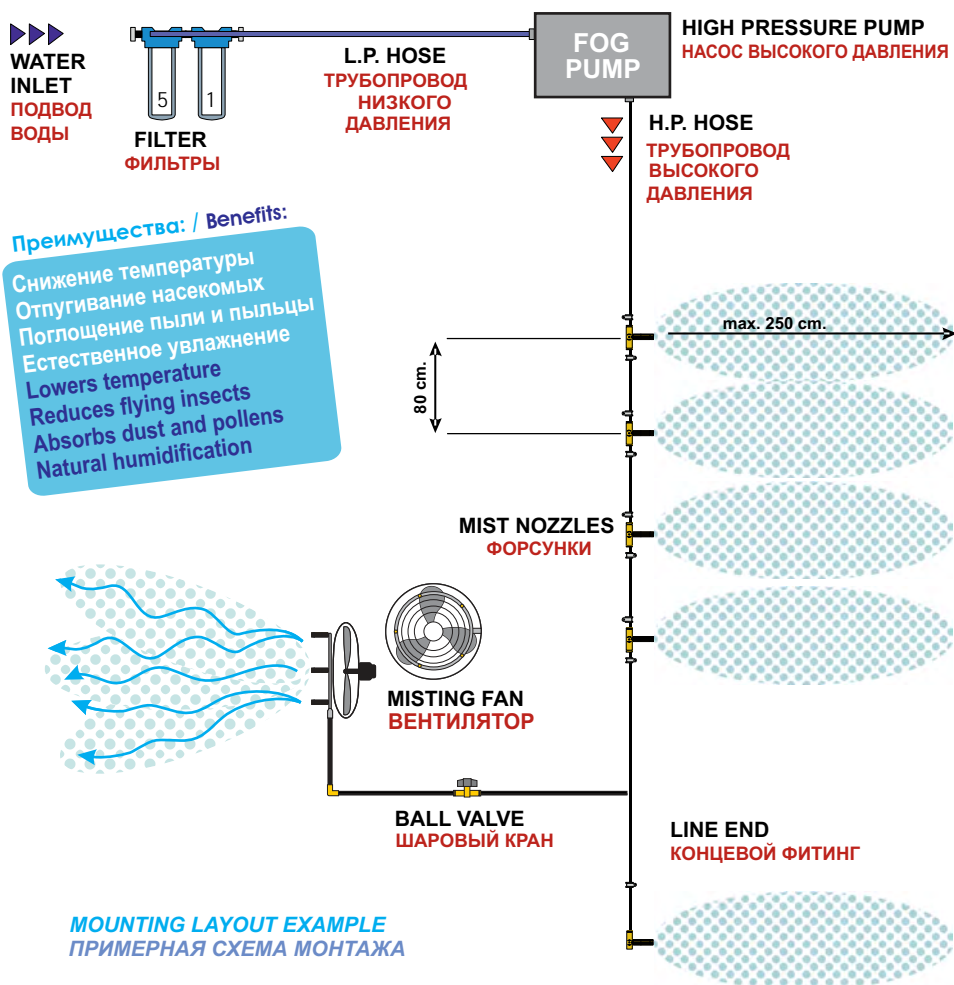 WATER
INLET
ПОДВОД
ВОДЫ
5
1
FILTER
ФИЛЬТРЫ
L.P. HOSE
ТРУБОПРОВОД
НИЗКОГО
ДАВЛЕНИЯ
FOG
PUMP
HIGH PRESSURE PUMP
НАСОС ВЫСОКОГО ДАВЛЕНИЯ
H.P. HOSE
ТРУБОПРОВОД
ВЫСОКОГО
ДАВЛЕНИЯ
Преимущества: / Benefits:
Снижение температуры
Отпугивание насекомых
Поглощение пыли и пыльцы
Естественное увлажнение
Lowers temperature
Reduces flying insects
Absorbs dust and pollens
Natural humidification
max. 250 cm.
80 cm.
MIST NOZZLES
ФОРСУНКИ
MISTING FAN
ВЕНТИЛЯТОР
BALL VALVE
ШАРОВЫЙ КРАН
LINE END
КОНЦЕВОЙ ФИТИНГ
MOUNTING LAYOUT EXAMPLE
ПРИМЕРНАЯ СХЕМА МОНТАЖА